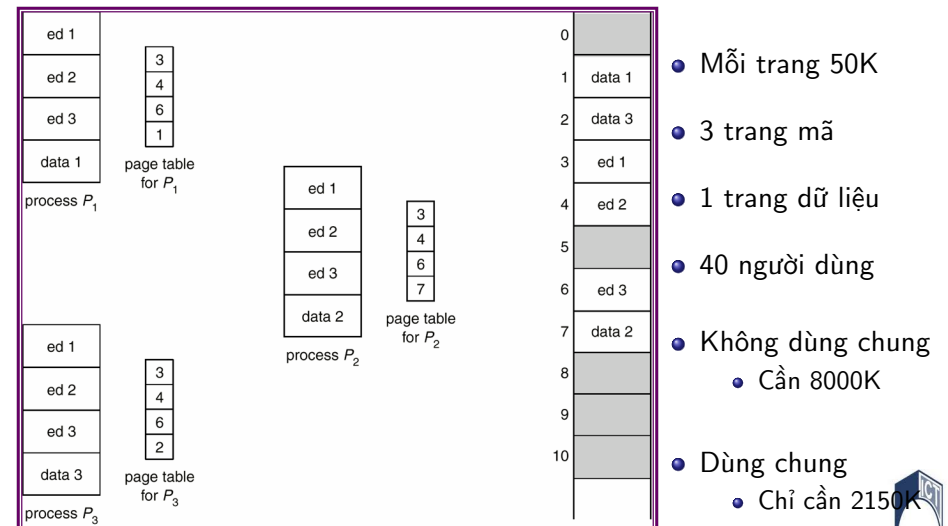 ed 1
ed 2
ed 3
data 1
process P1
3
4
6
1
page table
for P1
ed 1
ed 2
ed 3
data 2
process P2
3
4
6
7
page table
for P2
ed 1
ed 2
ed 3
data 3
process P3
3
4
6
2
page table
for P3
0
1 data 1
2 data 3
3 ed 1
4 ed 2
5
6 ed 3
7 data 2
8
9
10
Mỗi trang 50K
3 trang mã
1 trang dữ liệu
40 người dùng
Không dùng chung
Cần 8000K
Dùng chung
Chỉ cần 2150K
ICT